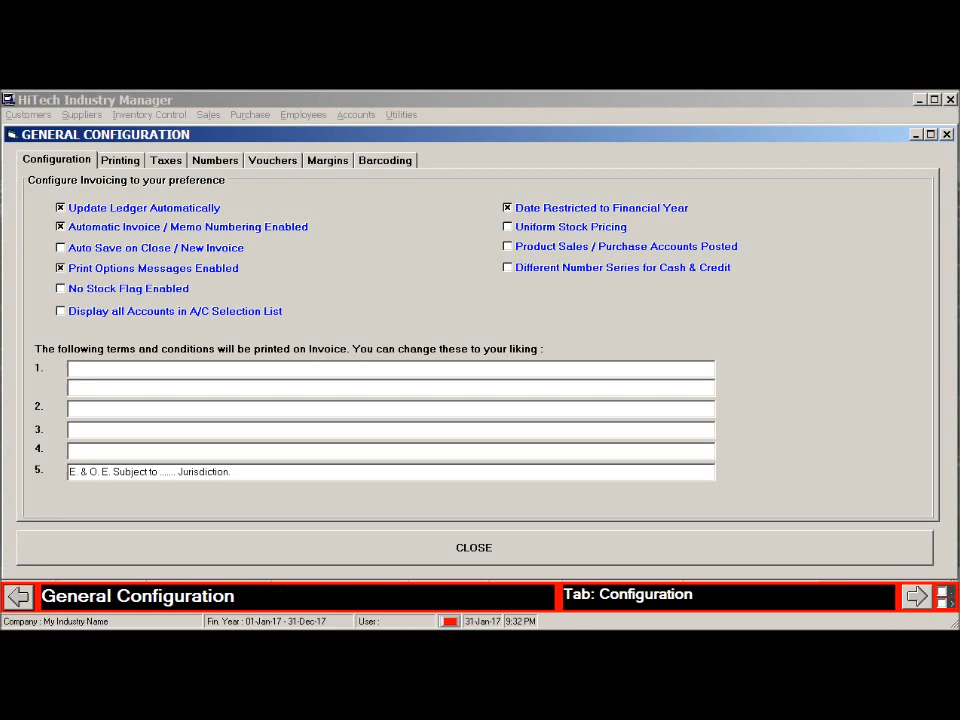 HiTech Industry Manager
Customers Suppliers Inventory Control Sales Purchase Employees Accounts Utilities
GENERAL CONFIGURATION
Configuration Printing Taxes Numbers Vouchers Margins Barcoding
Configure Invoicing to your preference
Update Ledger Automatically
Automatic Invoice / Memo Numbering Enabled
Auto Save on Close / New Invoice
Print Options Messages Enabled
No Stock Flag Enabled
Display all Accounts in A/C Selection List
Date Restricted to Financial Year
Uniform Stock Pricing
Product Sales / Purchase Accounts Posted
Different Number Series for Cash & Credit
The following terms and conditions will be printed on Invoice. You can change these to your liking :
1.
2.
3.
4.
5. E. & O. E. Subject to ....... Jurisdiction.
CLOSE
General Configuration Tab: Configuration
Company : My Industry Name Fin. Year : 01-Jan-17 - 31-Dec-17 User : 31-Jan-17 9:32 PM